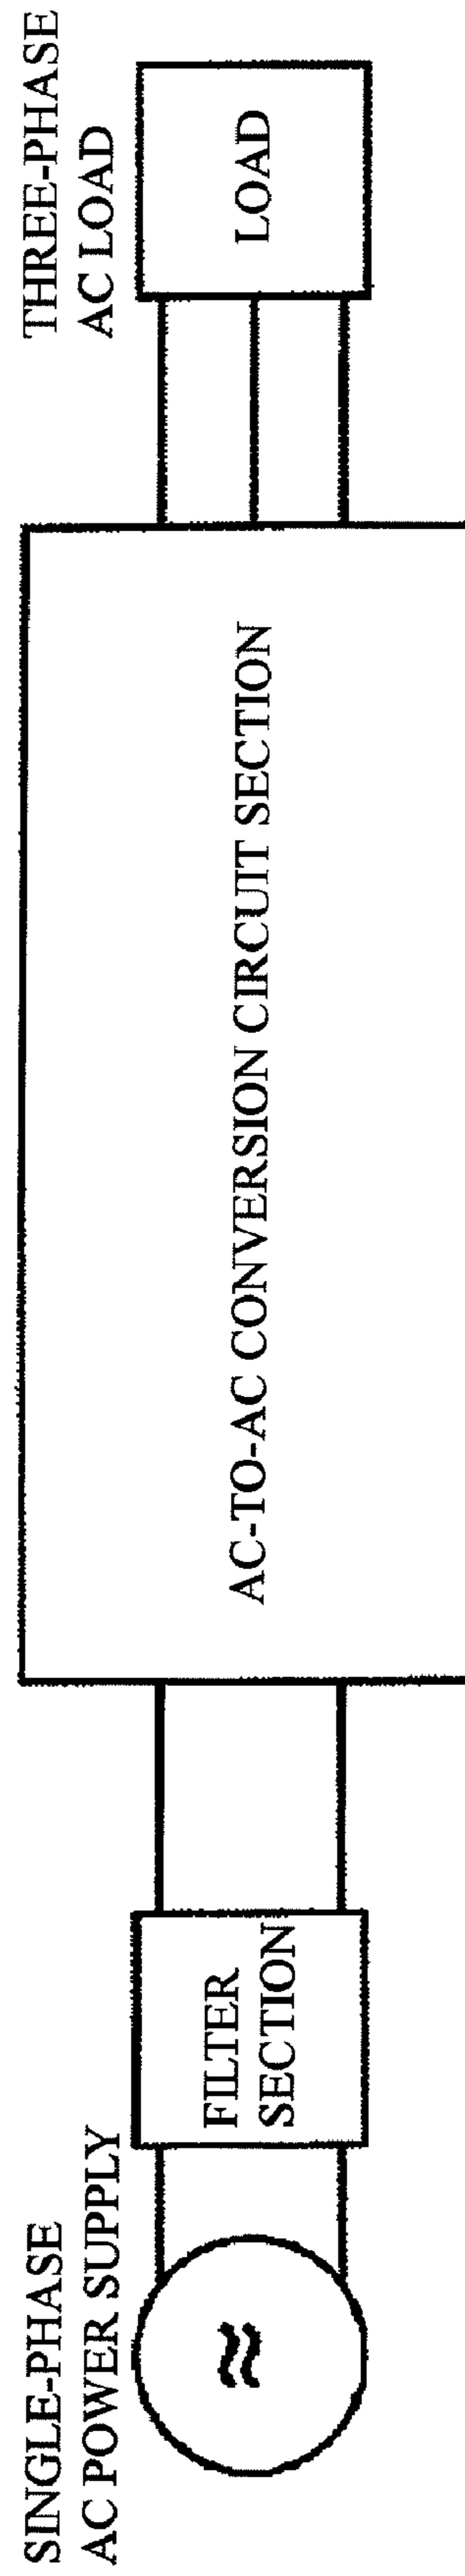 SINGLE-PHASE
AC POWER SUPPLY
≈
FILTER
SECTION
AC-TO-AC CONVERSION CIRCUIT SECTION
THREE-PHASE
AC LOAD
LOAD